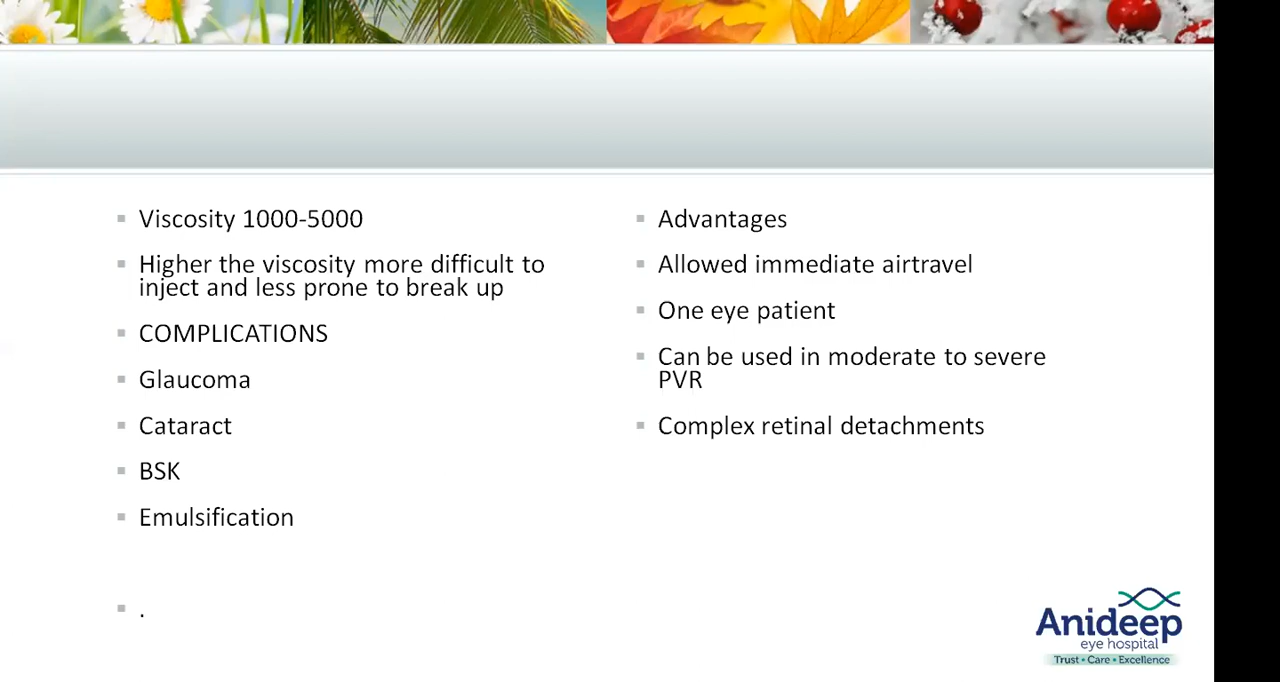 Viscosity 1000-5000
Higher the viscosity more difficult to
inject and less prone to break up
COMPLICATIONS
Glaucoma
Cataract
BSK
Emulsification
.
Advantages
Allowed immediate airtravel
One eye patient
Can be used in moderate to severe
PVR
Complex retinal detachments
Anideep
eye hospital
Trust • Care • Excellence